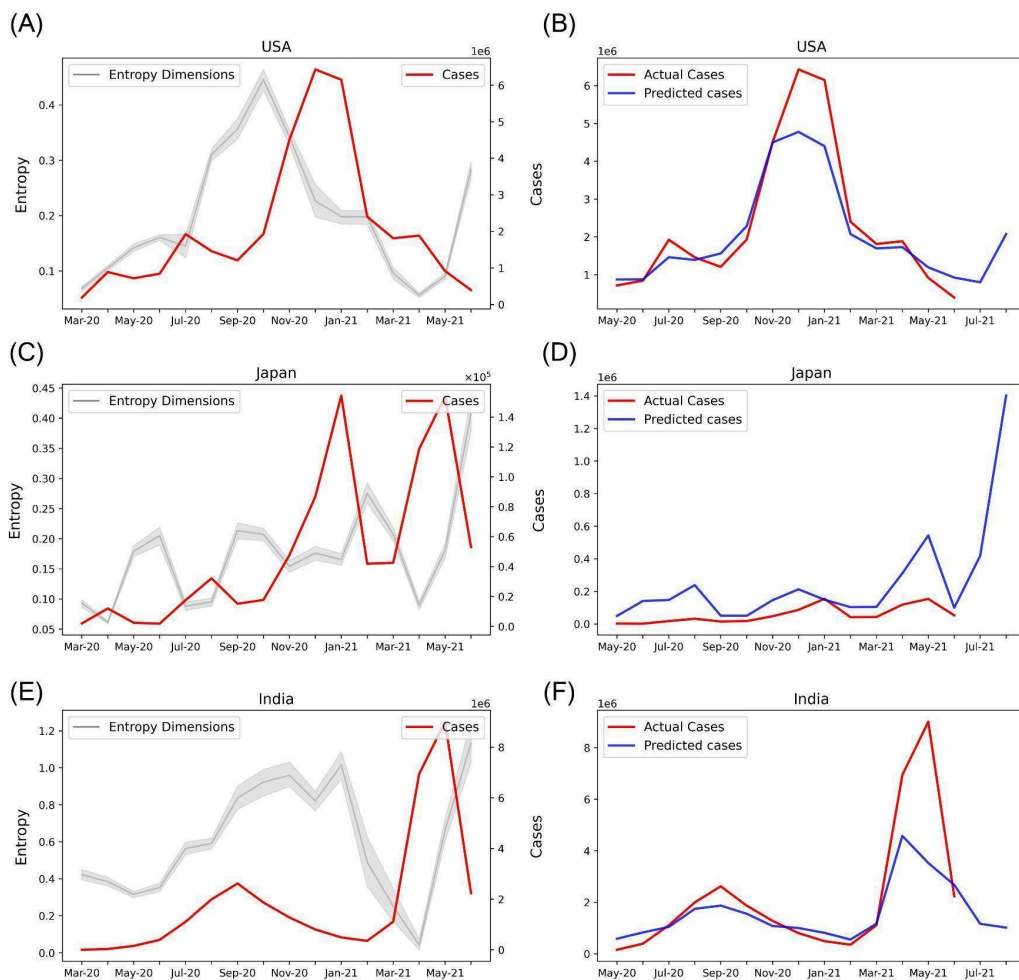 (A)
USA
1e6
Entropy Dimensions
Cases
Entropy
Cases
0.4
0.3
0.2
0.1
6
5
4
3
2
1
0
Mar-20 May-20 Jul-20 Sep-20 Nov-20 Jan-21 Mar-21 May-21
(B)
USA
1e6
Actual Cases
Predicted cases
6
5
4
3
2
1
May-20 Jul-20 Sep-20 Nov-20 Jan-21 Mar-21 May-21 Jul-21
(C)
Japan
×10⁵
Entropy Dimensions
Cases
Entropy
Cases
0.45
0.40
0.35
0.30
0.25
0.20
0.15
0.10
0.05
1.4
1.2
1.0
0.8
0.6
0.4
0.2
0.0
Mar-20 May-20 Jul-20 Sep-20 Nov-20 Jan-21 Mar-21 May-21
(D)
Japan
1e6
Actual Cases
Predicted cases
1.4
1.2
1.0
0.8
0.6
0.4
0.2
0.0
May-20 Jul-20 Sep-20 Nov-20 Jan-21 Mar-21 May-21 Jul-21
(E)
India
1e6
Entropy Dimensions
Cases
Entropy
Cases
1.2
1.0
0.8
0.6
0.4
0.2
0.0
8
6
4
2
0
Mar-20 May-20 Jul-20 Sep-20 Nov-20 Jan-21 Mar-21 May-21
(F)
India
1e6
Actual Cases
Predicted cases
8
6
4
2
0
May-20 Jul-20 Sep-20 Nov-20 Jan-21 Mar-21 May-21 Jul-21